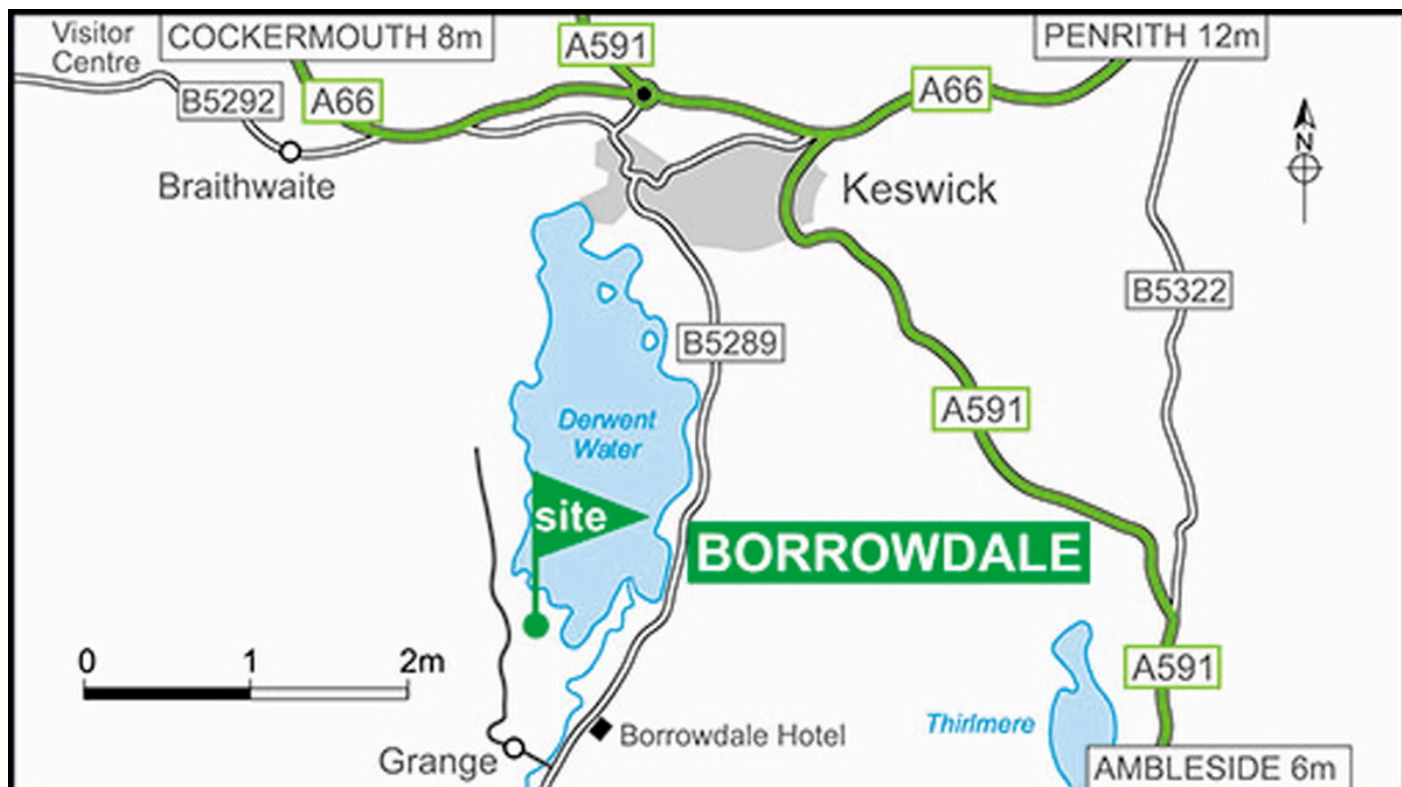 Visitor
Centre
COCKERMOUTH 8m
A591
PENRITH 12m
B5292
A66
A66
N
Braithwaite
Keswick
B5322
B5289
A591
Derwent
Water
site
BORROWDALE
0 1 2m
A591
Thirlmere
Borrowdale Hotel
Grange
AMBLESIDE 6m